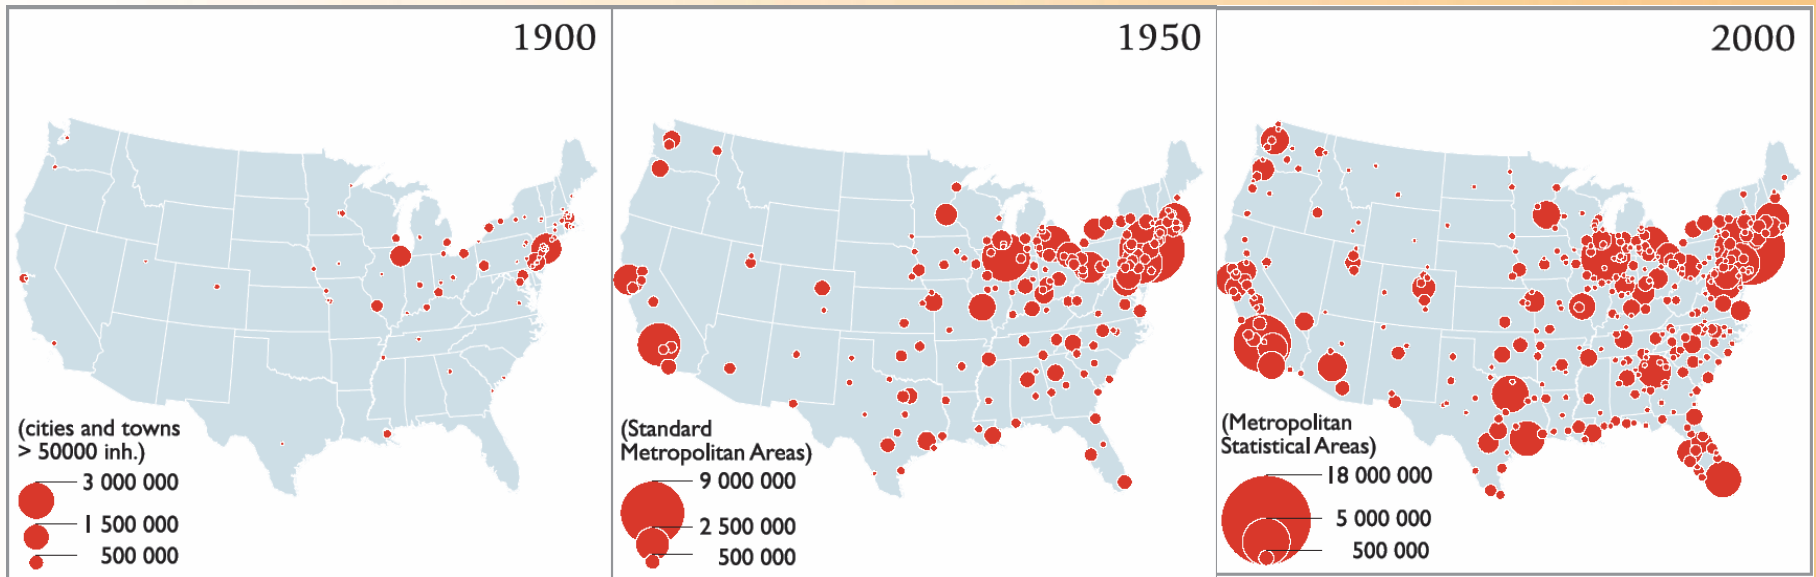 1900
(cities and towns
> 50000 inh.)
3 000 000
1 500 000
500 000
1950
(Standard
Metropolitan Areas)
9 000 000
2 500 000
500 000
2000
(Metropolitan
Statistical Areas)
18 000 000
5 000 000
500 000